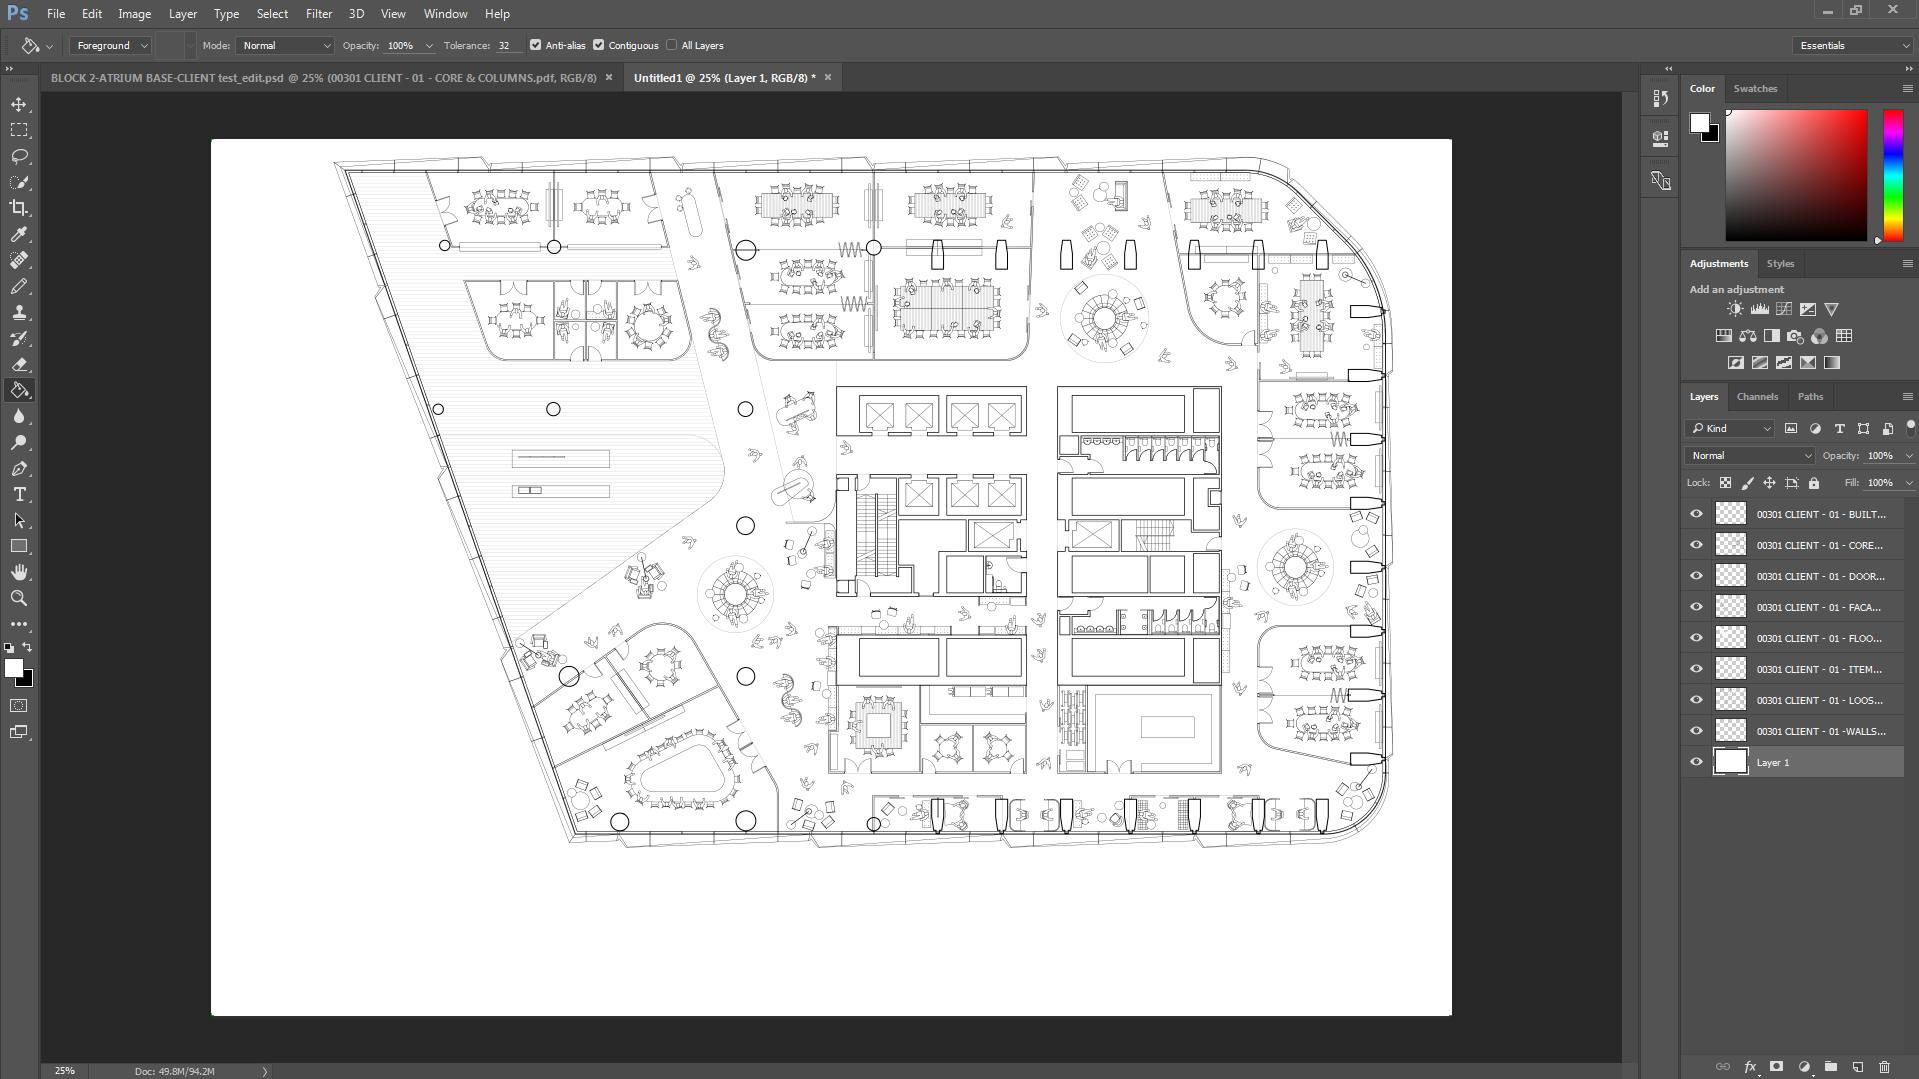 Ps File Edit Image Layer Type Select Filter 3D View Window Help
Foreground Mode: Normal Opacity: 100% Tolerance: 32 Anti-alias Contiguous All Layers Essentials
BLOCK 2-ATRIUM BASE-CLIENT test_edit.psd @ 25% (00301 CLIENT - 01 - CORE & COLUMNS.pdf, RGB/8) × Untitled1 @ 25% (Layer 1, RGB/8) * ×
Color Swatches
Adjustments Styles
Add an adjustment
Layers Channels Paths
Kind
Normal Opacity: 100%
Lock: Fill: 100%
00301 CLIENT - 01 - BUILT...
00301 CLIENT - 01 - CORE...
00301 CLIENT - 01 - DOOR...
00301 CLIENT - 01 - FACA...
00301 CLIENT - 01 - FLOO...
00301 CLIENT - 01 - ITEM...
00301 CLIENT - 01 - LOOS...
00301 CLIENT - 01 -WALLS...
Layer 1
25% Doc: 49.8M/94.2M